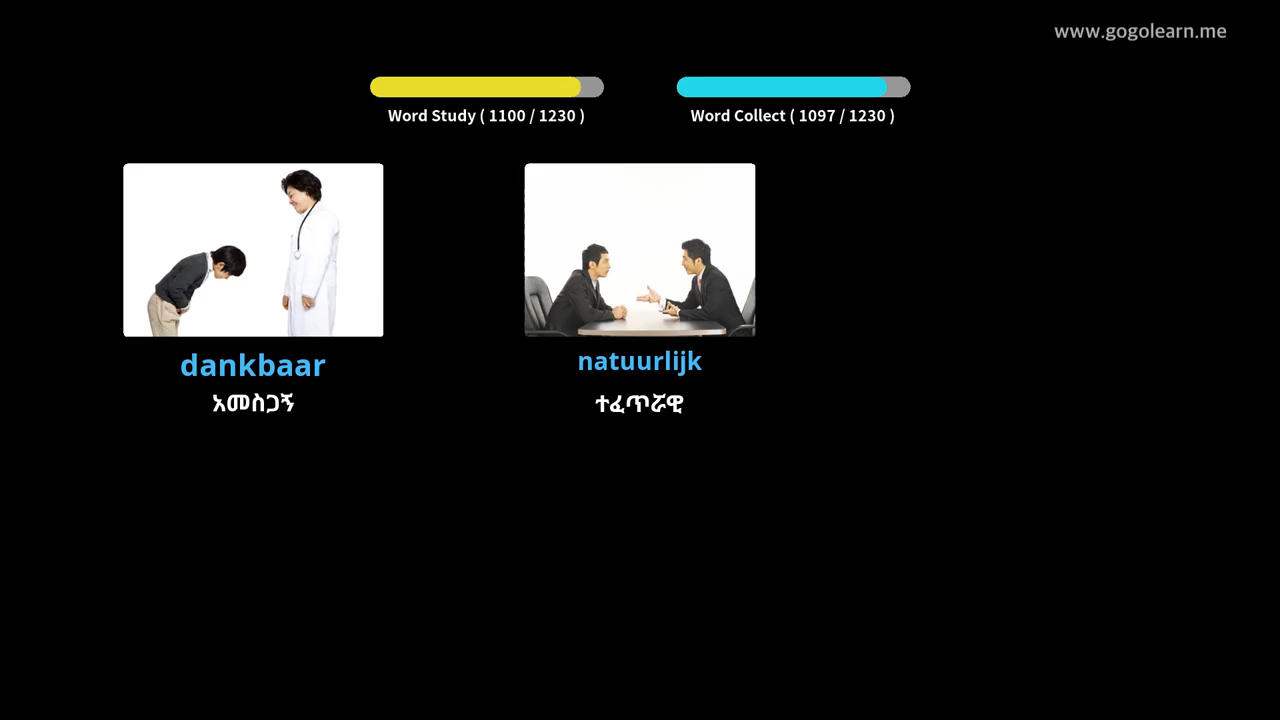 www.gogolearn.me
Word Study ( 1100 / 1230 )
Word Collect ( 1097 / 1230 )
dankbaar
አመስጋኝ
natuurlijk
ተፈጥሯዊ